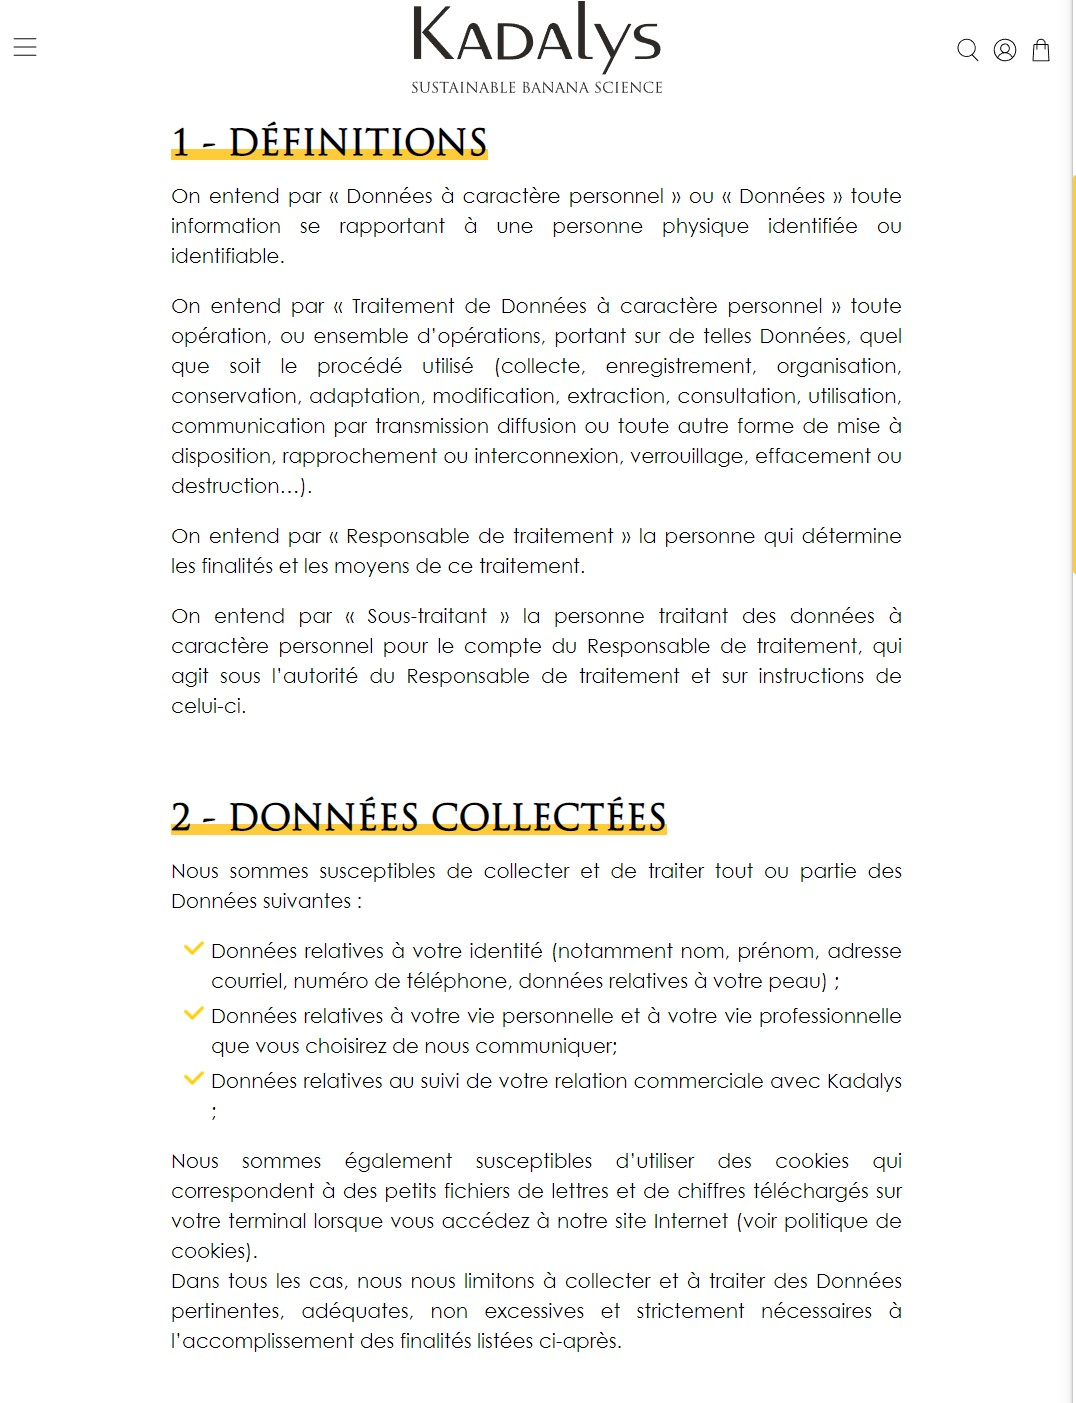 KADALYS
SUSTAINABLE BANANA SCIENCE
1 - DÉFINITIONS
On entend par « Données à caractère personnel » ou « Données » toute
information se rapportant à une personne physique identifiée ou
identifiable.
On entend par « Traitement de Données à caractère personnel » toute
opération, ou ensemble d’opérations, portant sur de telles Données, quel
que soit le procédé utilisé (collecte, enregistrement, organisation,
conservation, adaptation, modification, extraction, consultation, utilisation,
communication par transmission diffusion ou toute autre forme de mise à
disposition, rapprochement ou interconnexion, verrouillage, effacement ou
destruction…).
On entend par « Responsable de traitement » la personne qui détermine
les finalités et les moyens de ce traitement.
On entend par « Sous-traitant » la personne traitant des données à
caractère personnel pour le compte du Responsable de traitement, qui
agit sous l’autorité du Responsable de traitement et sur instructions de
celui-ci.
2 - DONNÉES COLLECTÉES
Nous sommes susceptibles de collecter et de traiter tout ou partie des
Données suivantes :
Données relatives à votre identité (notamment nom, prénom, adresse
courriel, numéro de téléphone, données relatives à votre peau) ;
Données relatives à votre vie personnelle et à votre vie professionnelle
que vous choisirez de nous communiquer;
Données relatives au suivi de votre relation commerciale avec Kadalys
;
Nous sommes également susceptibles d’utiliser des cookies qui
correspondent à des petits fichiers de lettres et de chiffres téléchargés sur
votre terminal lorsque vous accédez à notre site Internet (voir politique de
cookies).
Dans tous les cas, nous nous limitons à collecter et à traiter des Données
pertinentes, adéquates, non excessives et strictement nécessaires à
l’accomplissement des finalités listées ci-après.